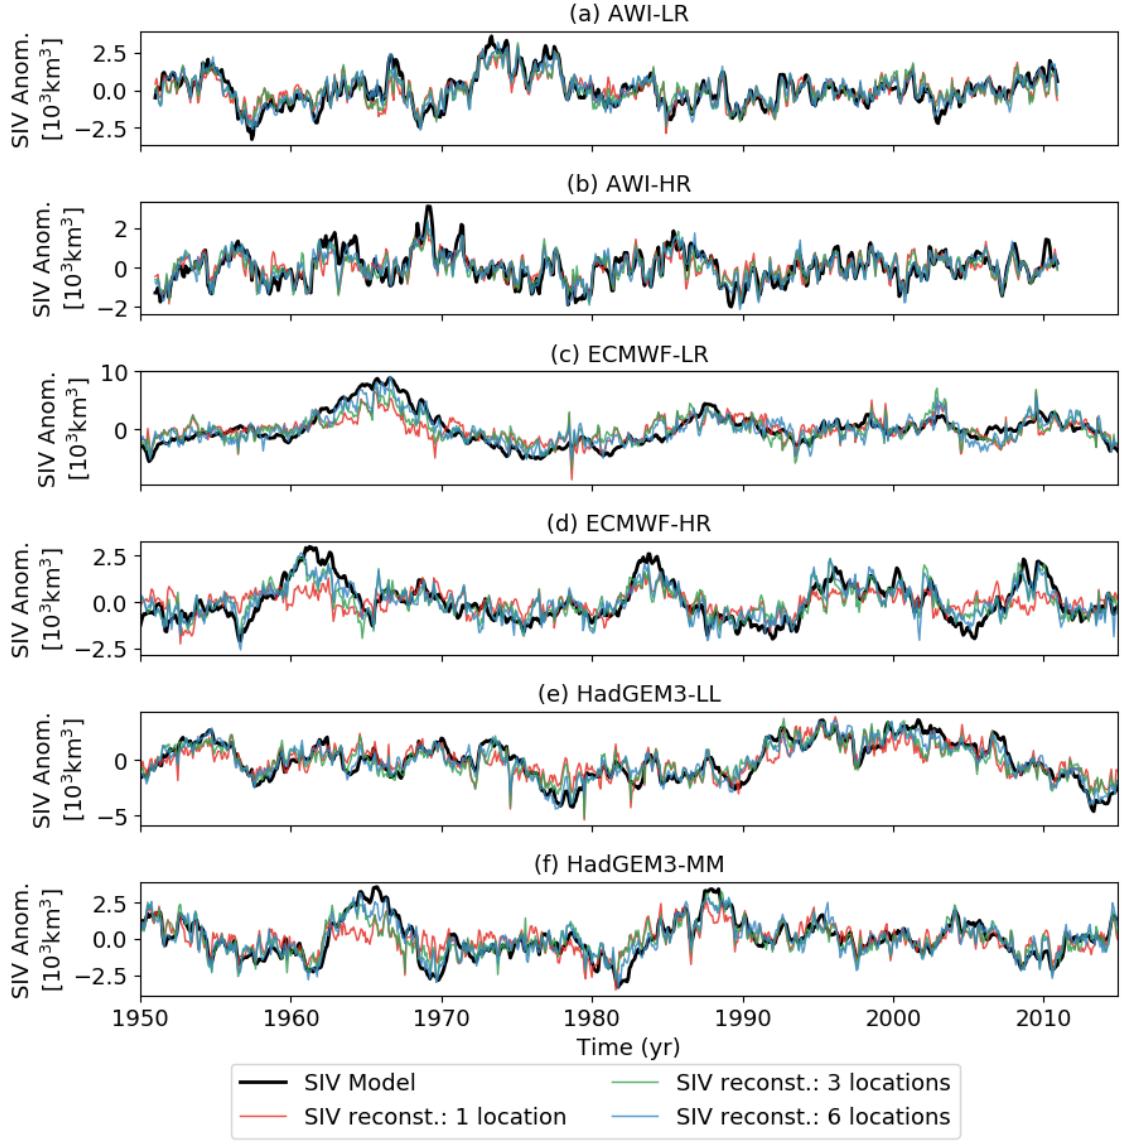 (a) AWI-LR
SIV Anom.
[10³km³]
2.5
0.0
−2.5
(b) AWI-HR
SIV Anom.
[10³km³]
2
0
−2
(c) ECMWF-LR
SIV Anom.
[10³km³]
10
0
(d) ECMWF-HR
SIV Anom.
[10³km³]
2.5
0.0
−2.5
(e) HadGEM3-LL
SIV Anom.
[10³km³]
0
−5
(f) HadGEM3-MM
SIV Anom.
[10³km³]
2.5
0.0
−2.5
1950 1960 1970 1980 1990 2000 2010
Time (yr)
SIV Model
SIV reconst.: 1 location
SIV reconst.: 3 locations
SIV reconst.: 6 locations